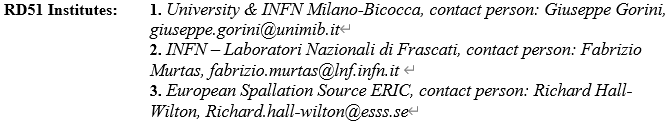 RD51 Institutes: 1. University & INFN Milano-Bicocca, contact person: Giuseppe Gorini,
giuseppe.gorini@unimib.it↵
2. INFN – Laboratori Nazionali di Frascati, contact person: Fabrizio
Murtas, fabrizio.murtas@lnf.infn.it ↵
3. European Spallation Source ERIC, contact person: Richard Hall-
Wilton, Richard.hall-wilton@esss.se↵